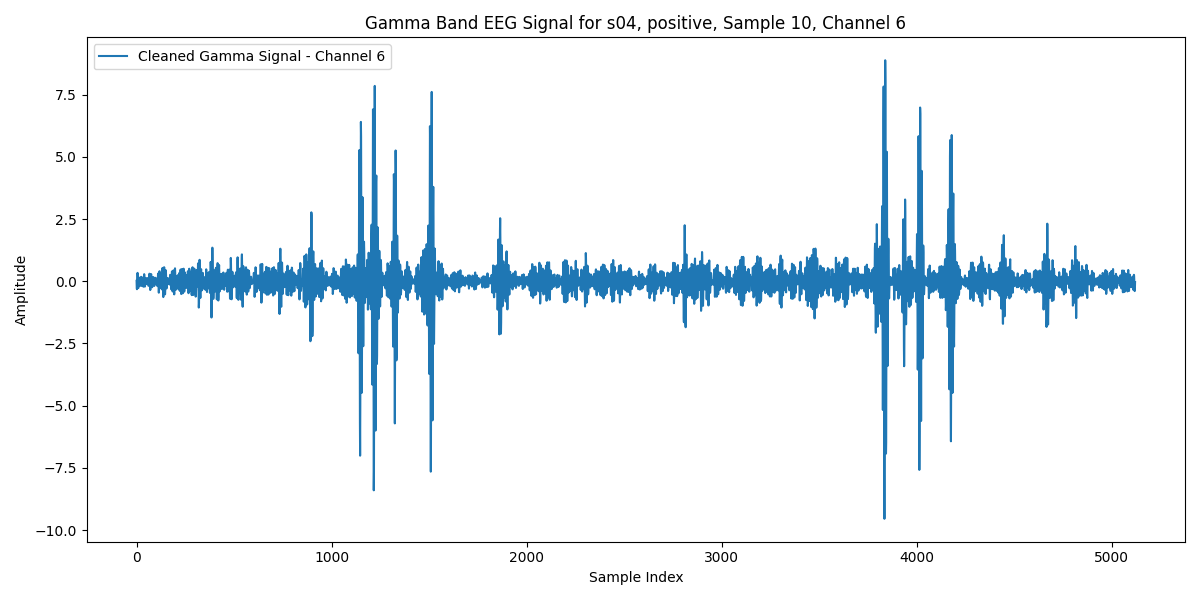 Gamma Band EEG Signal for s04, positive, Sample 10, Channel 6
Cleaned Gamma Signal - Channel 6
7.5
5.0
2.5
0.0
−2.5
−5.0
−7.5
−10.0
Amplitude
0 1000 2000 3000 4000 5000
Sample Index